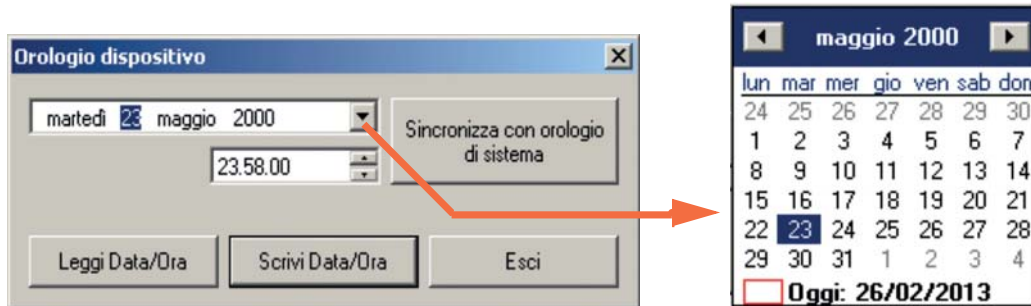 Orologio dispositivo
martedì 23 maggio 2000
Sincronizza con orologio
di sistema
23.58.00
Leggi Data/Ora
Scrivi Data/Ora
Esci
maggio 2000
lun mar mer gio ven sab dom
24 25 26 27 28 29 30
1 2 3 4 5 6 7
8 9 10 11 12 13 14
15 16 17 18 19 20 21
22 23 24 25 26 27 28
29 30 31 1 2 3 4
Oggi: 26/02/2013